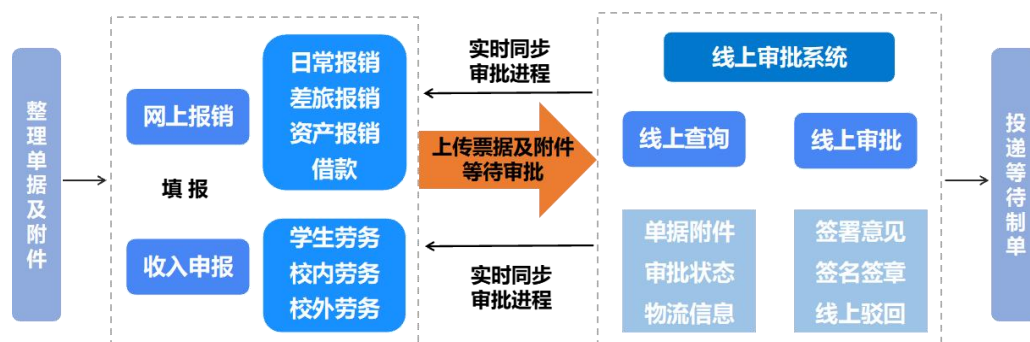 整理单据及附件
网上报销
填 报
收入申报
日常报销
差旅报销
资产报销
借款
学生劳务
校内劳务
校外劳务
实时同步
审批进程
上传票据及附件
等待审批
实时同步
审批进程
线上审批系统
线上查询
线上审批
单据附件
审批状态
物流信息
签署意见
签名签章
线上驳回
投递等待制单